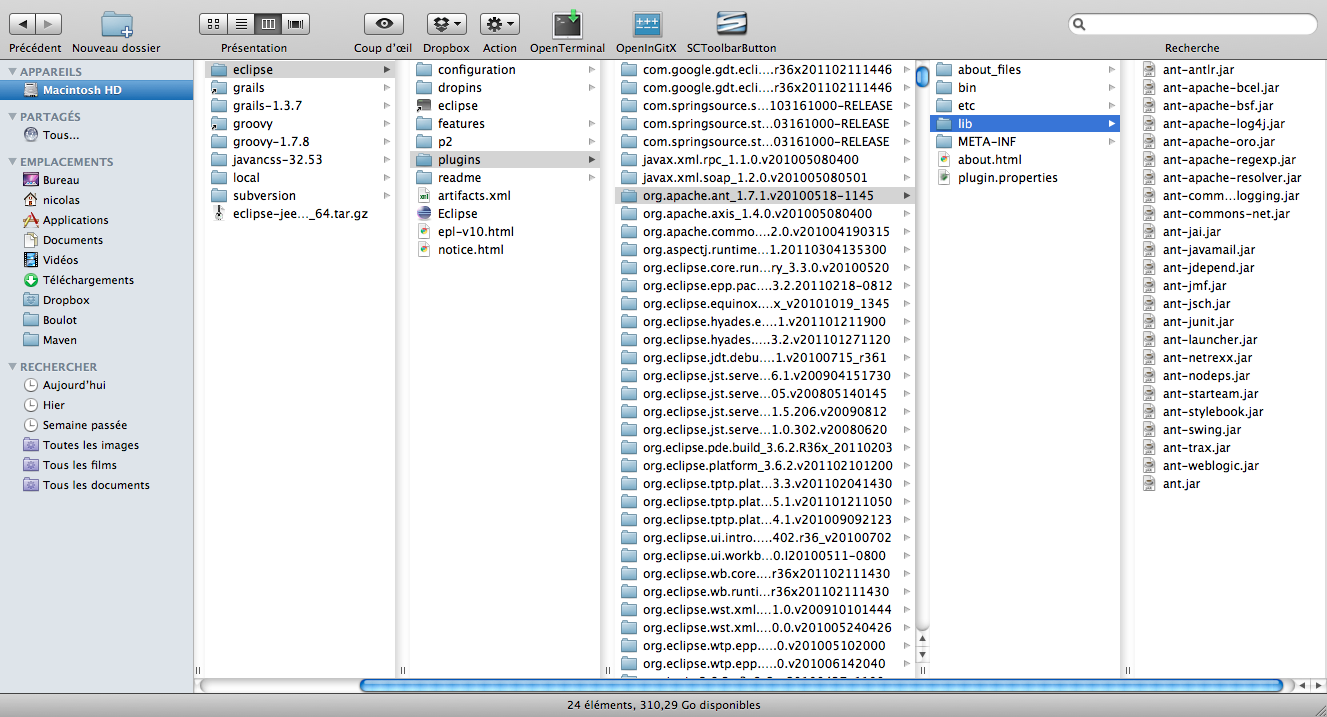 Précédent
Nouveau dossier
Présentation
Coup d'œil
Dropbox
Action
OpenTerminal
OpenInGitX
SCToolbarButton
Recherche
APPAREILS
Macintosh HD
PARTAGÉS
Tous...
EMPLACEMENTS
Bureau
nicolas
Applications
Documents
Vidéos
Téléchargements
Dropbox
Boulot
Maven
RECHERCHER
Aujourd'hui
Hier
Semaine passée
Toutes les images
Tous les films
Tous les documents
eclipse
grails
grails-1.3.7
groovy
groovy-1.7.8
javancss-32.53
local
subversion
eclipse-jee..._64.tar.gz
configuration
dropins
eclipse
features
p2
plugins
readme
artifacts.xml
Eclipse
epl-v10.html
notice.html
com.google.gdt.ecli....r36x201102111446
com.google.gdt.ecli....r36x201102111446
com.springsource.st...103161000-RELEASE
com.springsource.st...03161000-RELEASE
com.springsource.st...03161000-RELEASE
javax.xml.rpc_1.1.0.v201005080400
javax.xml.soap_1.2.0.v201005080501
org.apache.ant_1.7.1.v20100518-1145
org.apache.axis_1.4.0.v201005080400
org.apache.commo...2.0.v201004190315
org.aspectj.runtime...1.20110304135300
org.eclipse.core.run...ry_3.3.0.v20100520
org.eclipse.epp.pac...3.2.20110218-0812
org.eclipse.equinox...x_v20101019_1345
org.eclipse.hyades.e...1.v201101211900
org.eclipse.hyades....3.2.v201101271120
org.eclipse.jdt.debu...1.v20100715_r361
org.eclipse.jst.serve...6.1.v200904151730
org.eclipse.jst.serve...05.v200805140145
org.eclipse.jst.serve...1.5.206.v20090812
org.eclipse.jst.serve...1.0.302.v20080620
org.eclipse.pde.build_3.6.2.R36x_20110203
org.eclipse.platform_3.6.2.v201102101200
org.eclipse.tptp.plat...3.3.v201102041430
org.eclipse.tptp.plat...5.1.v201101211050
org.eclipse.tptp.plat...4.1.v201009092123
org.eclipse.ui.intro.....402.r36_v20100702
org.eclipse.ui.workb...0.I20100511-0800
org.eclipse.wb.core....r36x201102111430
org.eclipse.wb.runti...r36x201102111430
org.eclipse.wst.xml...1.0.v200910101444
org.eclipse.wst.xml....0.0.v201005240426
org.eclipse.wtp.epp....v201005102000
org.eclipse.wtp.epp....v201006142040
about_files
bin
etc
lib
META-INF
about.html
plugin.properties
ant-antlr.jar
ant-apache-bcel.jar
ant-apache-bsf.jar
ant-apache-log4j.jar
ant-apache-oro.jar
ant-apache-regexp.jar
ant-apache-resolver.jar
ant-comm...logging.jar
ant-commons-net.jar
ant-jai.jar
ant-javamail.jar
ant-jdepend.jar
ant-jmf.jar
ant-jsch.jar
ant-junit.jar
ant-launcher.jar
ant-netrexx.jar
ant-nodeps.jar
ant-starteam.jar
ant-stylebook.jar
ant-swing.jar
ant-trax.jar
ant-weblogic.jar
ant.jar
24 éléments, 310,29 Go disponibles